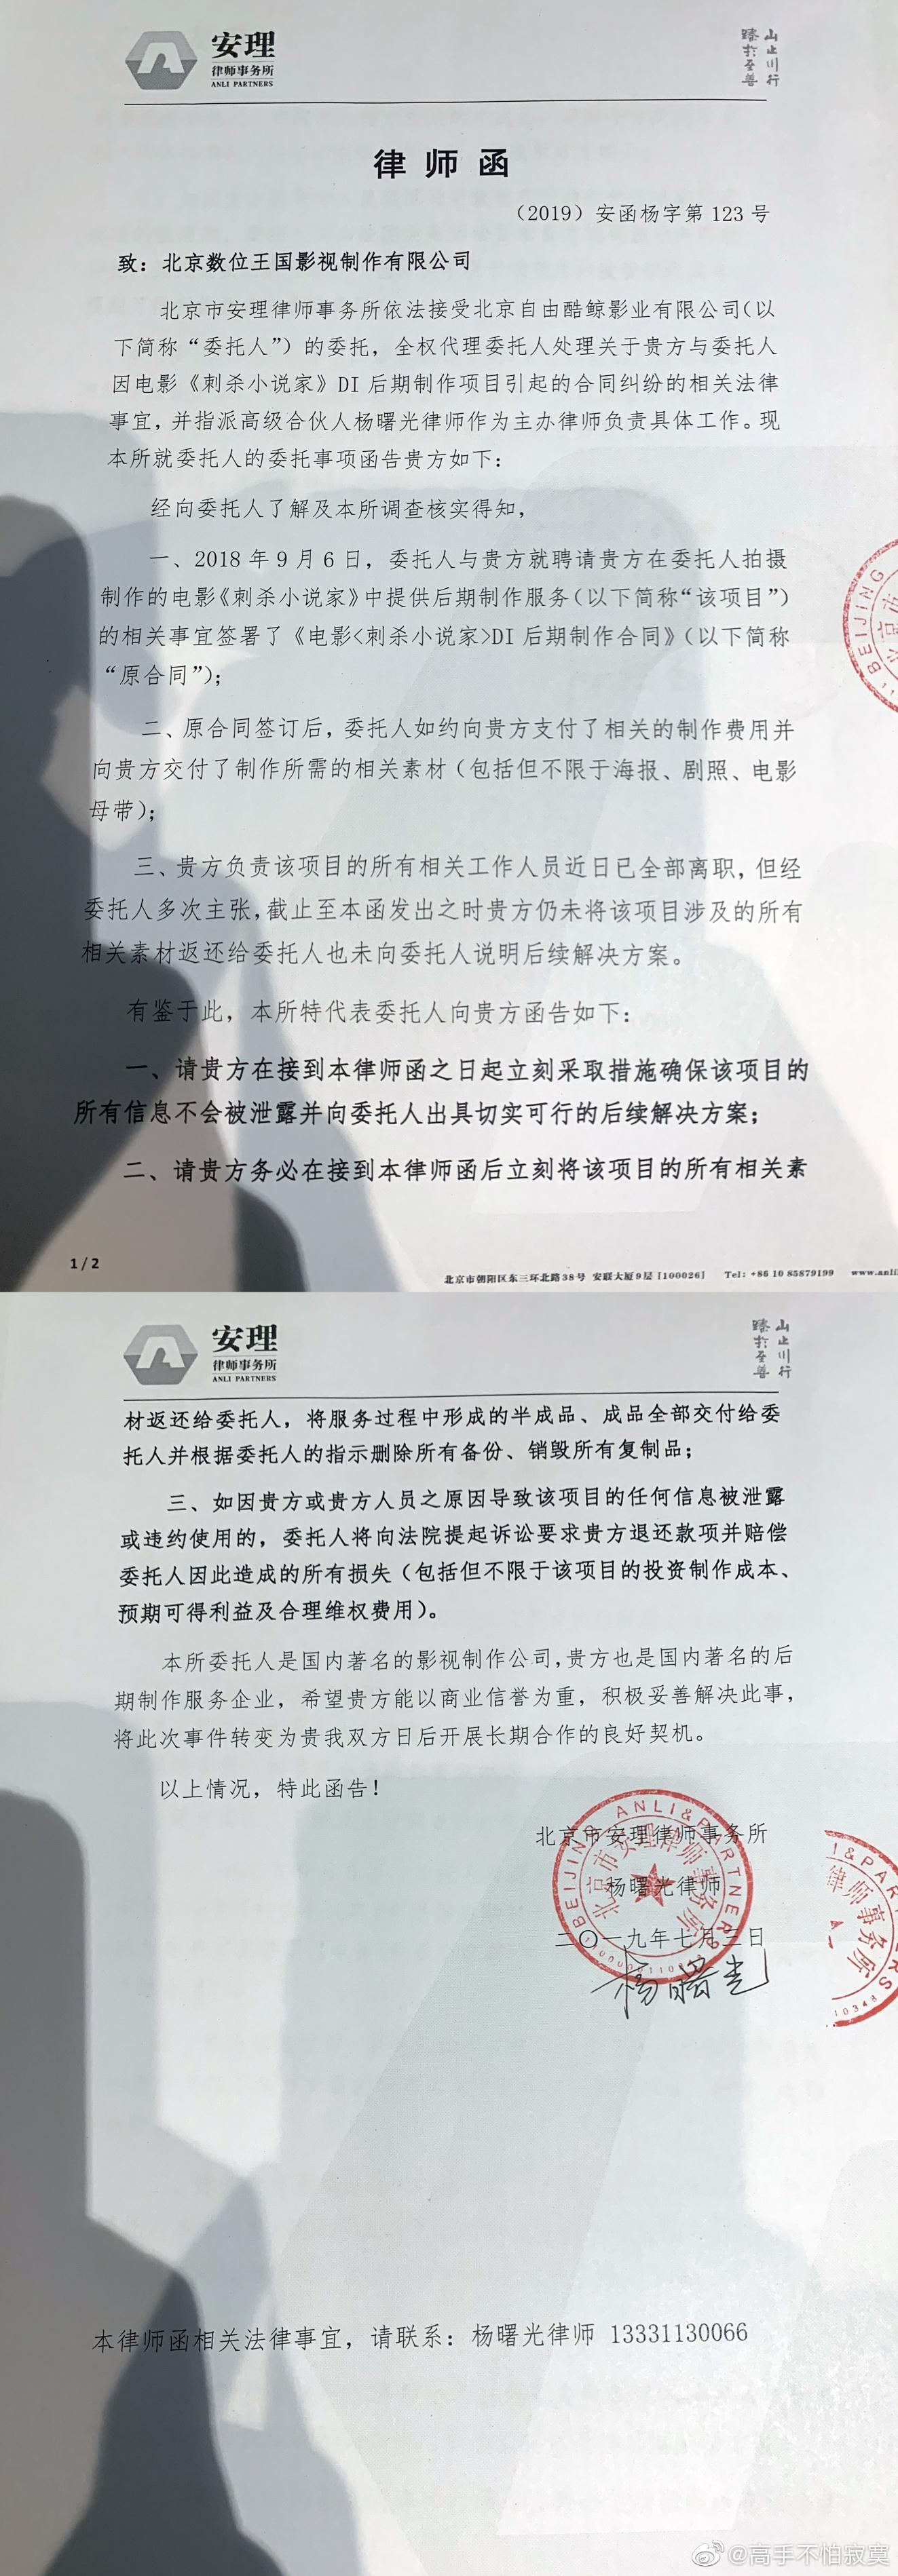 安理
律师事务所
ANLI PARTNERS
山止川行
臻于至善
律师函
（2019）安函杨字第 123 号
致：北京数位王国影视制作有限公司
北京市安理律师事务所依法接受北京自由酷鲸影业有限公司（以
下简称“委托人”）的委托，全权代理委托人处理关于贵方与委托人
因电影《刺杀小说家》DI 后期制作项目引起的合同纠纷的相关法律
事宜，并指派高级合伙人杨曙光律师作为主办律师负责具体工作。现
本所就委托人的委托事项函告贵方如下：
经向委托人了解及本所调查核实得知，
一、2018 年 9 月 6 日，委托人与贵方就聘请贵方在委托人拍摄
制作的电影《刺杀小说家》中提供后期制作服务（以下简称“该项目”）
的相关事宜签署了《电影<刺杀小说家>DI 后期制作合同》（以下简称
“原合同”）；
二、原合同签订后，委托人如约向贵方支付了相关的制作费用并
向贵方交付了制作所需的相关素材（包括但不限于海报、剧照、电影
母带）；
三、贵方负责该项目的所有相关工作人员近日已全部离职，但经
委托人多次主张，截止至本函发出之时贵方仍未将该项目涉及的所有
相关素材返还给委托人也未向委托人说明后续解决方案。
有鉴于此，本所特代表委托人向贵方函告如下：
一、请贵方在接到本律师函之日起立刻采取措施确保该项目的
所有信息不会被泄露并向委托人出具切实可行的后续解决方案；
二、请贵方务必在接到本律师函后立刻将该项目的所有相关素
BEIJING
1 / 2
北京市朝阳区东三环北路38号 安联大厦9层 [100026] Tel: +86 10 85879199 www.anli
安理
律师事务所
ANLI PARTNERS
山止川行
臻于至善
材返还给委托人，将服务过程中形成的半成品、成品全部交付给委
托人并根据委托人的指示删除所有备份、销毁所有复制品；
三、如因贵方或贵方人员之原因导致该项目的任何信息被泄露
或违约使用的，委托人将向法院提起诉讼要求贵方退还款项并赔偿
委托人因此造成的所有损失（包括但不限于该项目的投资制作成本、
预期可得利益及合理维权费用）。
本所委托人是国内著名的影视制作公司，贵方也是国内著名的后
期制作服务企业，希望贵方能以商业信誉为重，积极妥善解决此事，
将此次事件转变为贵我双方日后开展长期合作的良好契机。
以上情况，特此函告！
北京市安理律师事务所
杨曙光律师
二〇一九年七月三日
杨曙光
BEIJING ANLI&PARTNERS
北京市安理律师事务所
律师事务所
10343
本律师函相关法律事宜，请联系：杨曙光律师 13331130066
@高手不怕寂寞